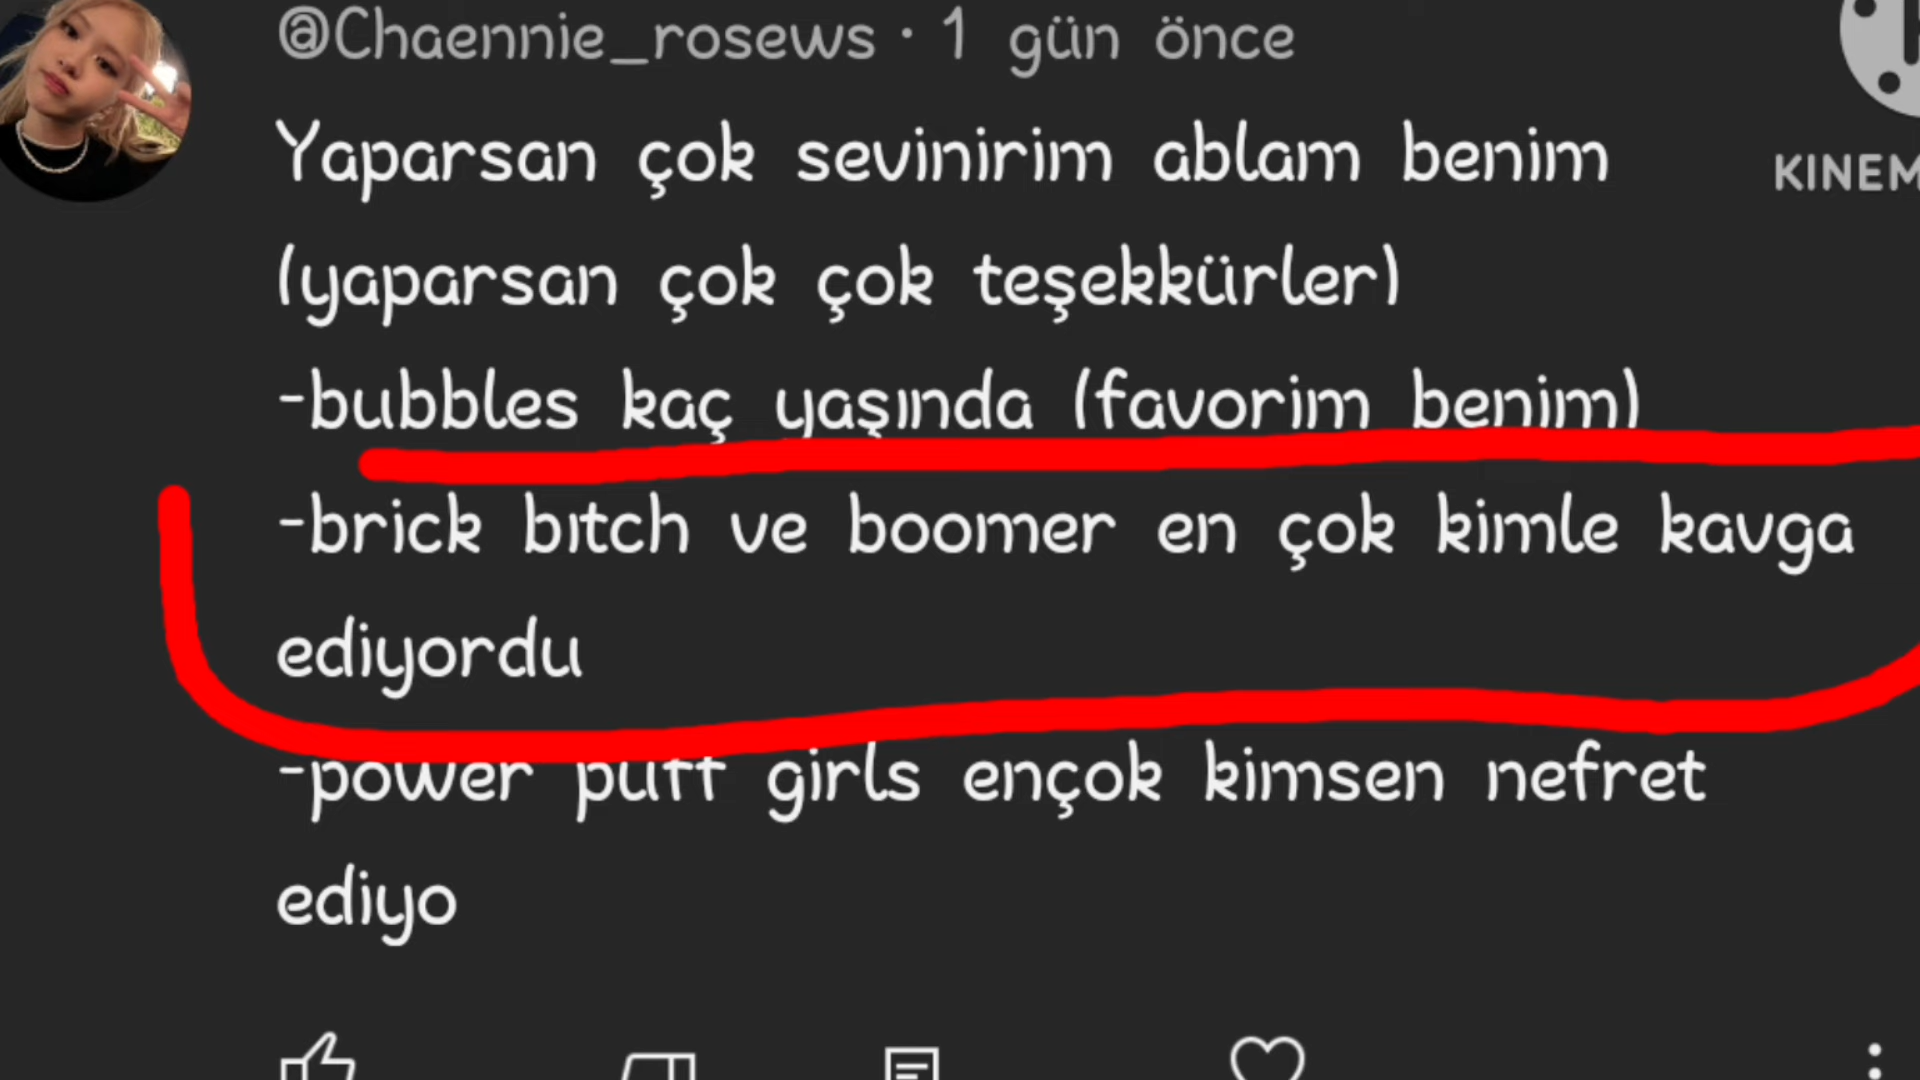 @Chaennie_rosews · 1 gün önce
Yaparsan çok sevinirim ablam benim
KINEM
(yaparsan çok çok teşekkürler)
-bubbles kaç yaşında (favorim benim)
-brick bıtch ve boomer en çok kimle kavga
ediyordu
-power puff girls ençok kimsen nefret
ediyo